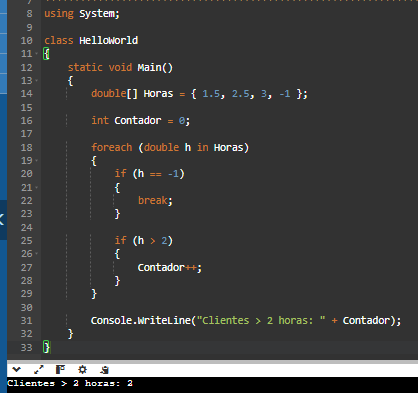 8 using System;
9
10 class HelloWorld
11 {
12     static void Main()
13     {
14         double[] Horas = { 1.5, 2.5, 3, -1 };
15
16         int Contador = 0;
17
18         foreach (double h in Horas)
19         {
20             if (h == -1)
21             {
22                 break;
23             }
24
25             if (h > 2)
26             {
27                 Contador++;
28             }
29         }
30
31         Console.WriteLine("Clientes > 2 horas: " + Contador);
32     }
33 }
Clientes > 2 horas: 2